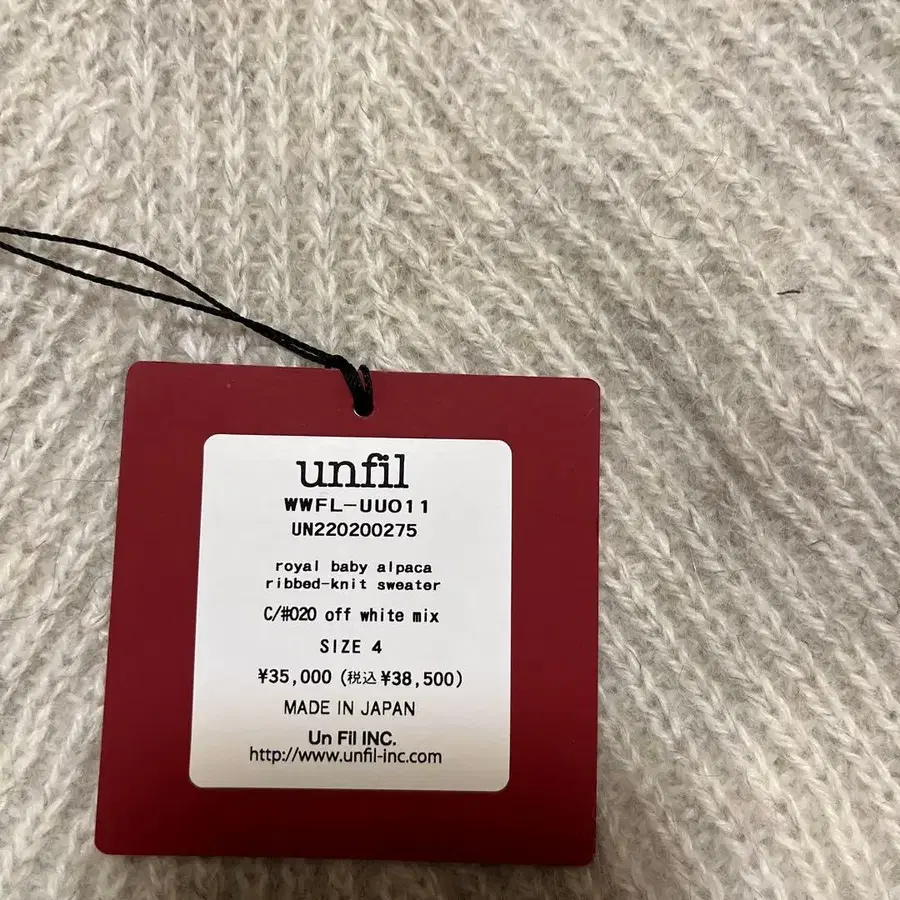 unfil
WWFL-UU011
UN220200275
royal baby alpaca
ribbed-knit sweater
C/#020 off white mix
SIZE 4
¥35,000 (税込¥38,500)
MADE IN JAPAN
Un Fil INC.
http://www.unfil-inc.com